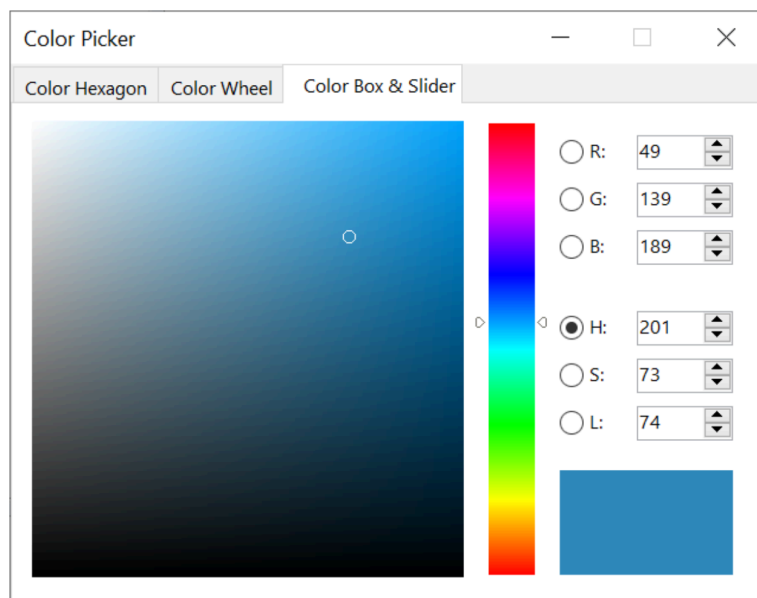 Color Picker
Color Hexagon Color Wheel Color Box & Slider
R: 49
G: 139
B: 189
H: 201
S: 73
L: 74